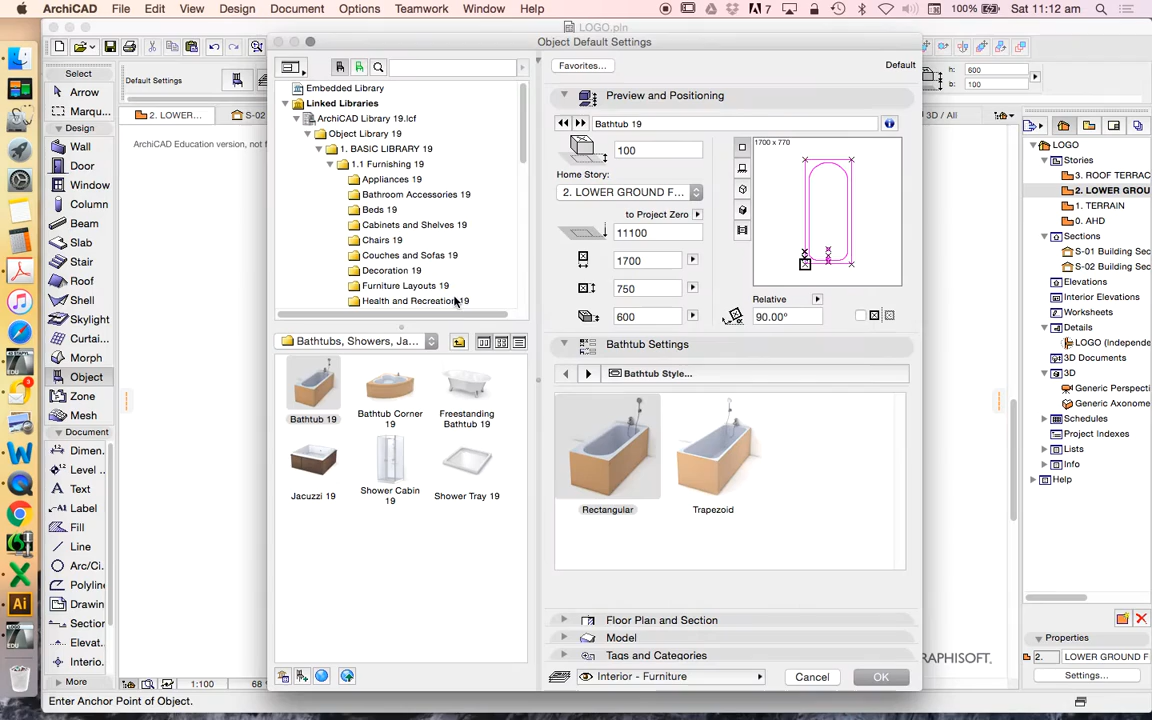 ArchiCAD File Edit View Design Document Options Teamwork Window Help
7 100% Sat 11:12 am
LOGO.pln
Object Default Settings
Select
Arrow
Marqu...
Design
Wall
Door
Window
Column
Beam
Slab
Stair
Roof
Shell
Skylight
Curtai...
Morph
Object
Zone
Mesh
Document
Dimen...
Level ...
Text
Label
Fill
Line
Arc/Ci...
Polyline
Drawin
Section
Elevat...
Interio...
More
Default Settings
2. LOWER...
S-02
ArchiCAD Education version, not f
1:100
68
Enter Anchor Point of Object.
Embedded Library
Linked Libraries
ArchiCAD Library 19.lcf
Object Library 19
1. BASIC LIBRARY 19
1.1 Furnishing 19
Appliances 19
Bathroom Accessories 19
Beds 19
Cabinets and Shelves 19
Chairs 19
Couches and Sofas 19
Decoration 19
Furniture Layouts 19
Health and Recreation 19
Bathtubs, Showers, Ja...
Bathtub 19
Bathtub Corner 19
Freestanding Bathtub 19
Jacuzzi 19
Shower Cabin 19
Shower Tray 19
Favorites...
Default
Preview and Positioning
Bathtub 19
100
Home Story:
2. LOWER GROUND F...
to Project Zero
11100
1700
750
600
1700 x 770
Relative
90.00°
Bathtub Settings
Bathtub Style...
Rectangular
Trapezoid
Floor Plan and Section
Model
Tags and Categories
Interior - Furniture
Cancel
OK
h: 600
b: 100
3D / All
RAPHISOFT.
LOGO
Stories
3. ROOF TERRAC
2. LOWER GROU
1. TERRAIN
0. AHD
Sections
S-01 Building Sec
S-02 Building Sec
Elevations
Interior Elevations
Worksheets
Details
LOGO (Independe
3D Documents
3D
Generic Perspecti
Generic Axonome
Schedules
Project Indexes
Lists
Info
Help
Properties
2. LOWER GROUND F
Settings...